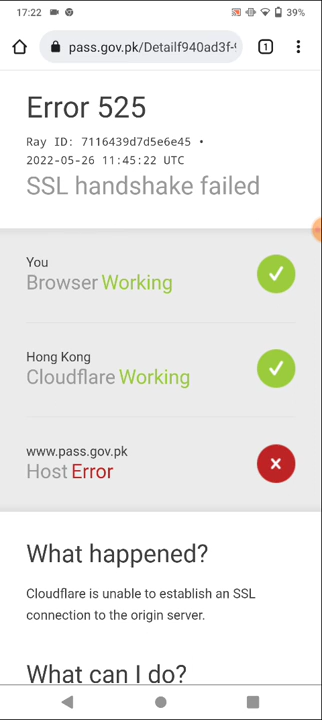 17:22
39%
pass.gov.pk/Detailf940ad3f-
1
Error 525
Ray ID: 7116439d7d5e6e45 •
2022-05-26 11:45:22 UTC
SSL handshake failed
You
Browser Working
Hong Kong
Cloudflare Working
www.pass.gov.pk
Host Error
What happened?
Cloudflare is unable to establish an SSL
connection to the origin server.
What can I do?